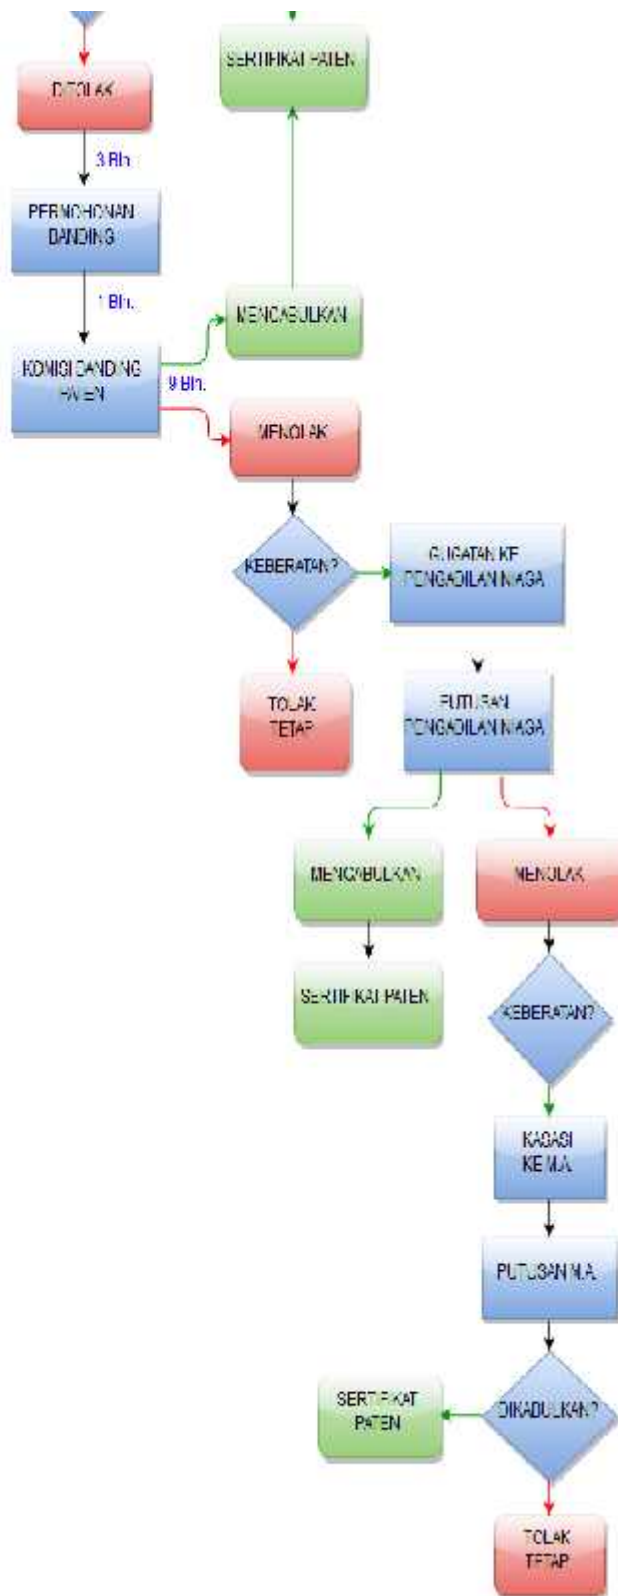 SERTIFIKAT PATEN
DITOLAK
3 Bln.
PERMOHONAN
BANDING
1 Bln.
MENGABULKAN
KOMISI BANDING
PATEN
9 Bln.
MENOLAK
KEBERATAN?
GUGATAN KE
PENGADILAN NIAGA
TOLAK
TETAP
PUTUSAN
PENGADILAN NIAGA
MENGABULKAN
MENOLAK
SERTIFIKAT PATEN
KEBERATAN?
KASASI
KE M.A.
PUTUSAN M.A.
SERTIFIKAT
PATEN
DIKABULKAN?
TOLAK
TETAP